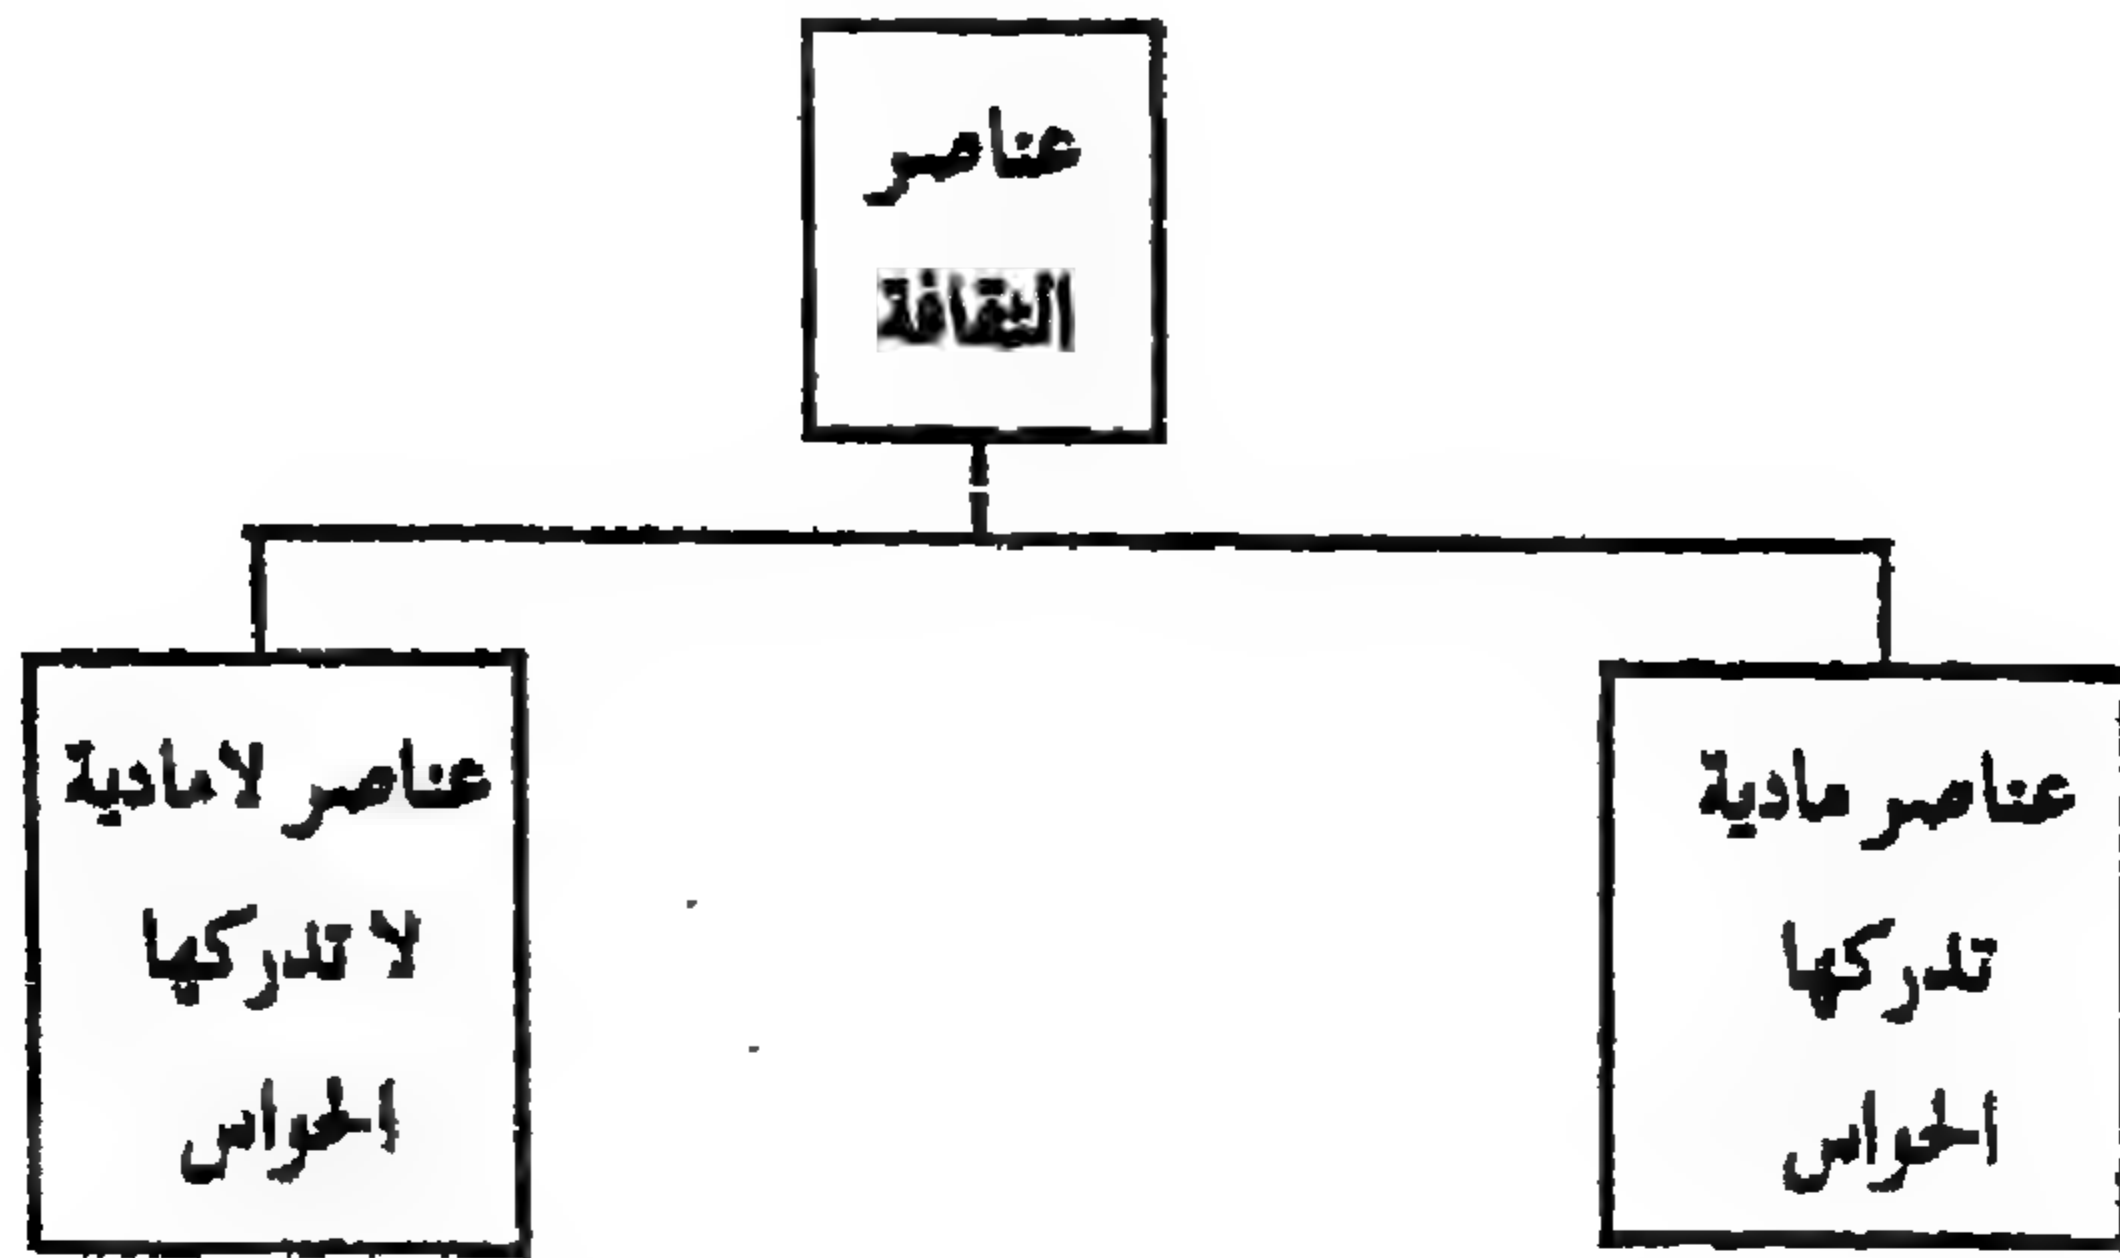 عناصر
الثقافة
عناصر مادية
تدركها
الحواس
عناصر لامادية
لا تدركها
الحواس